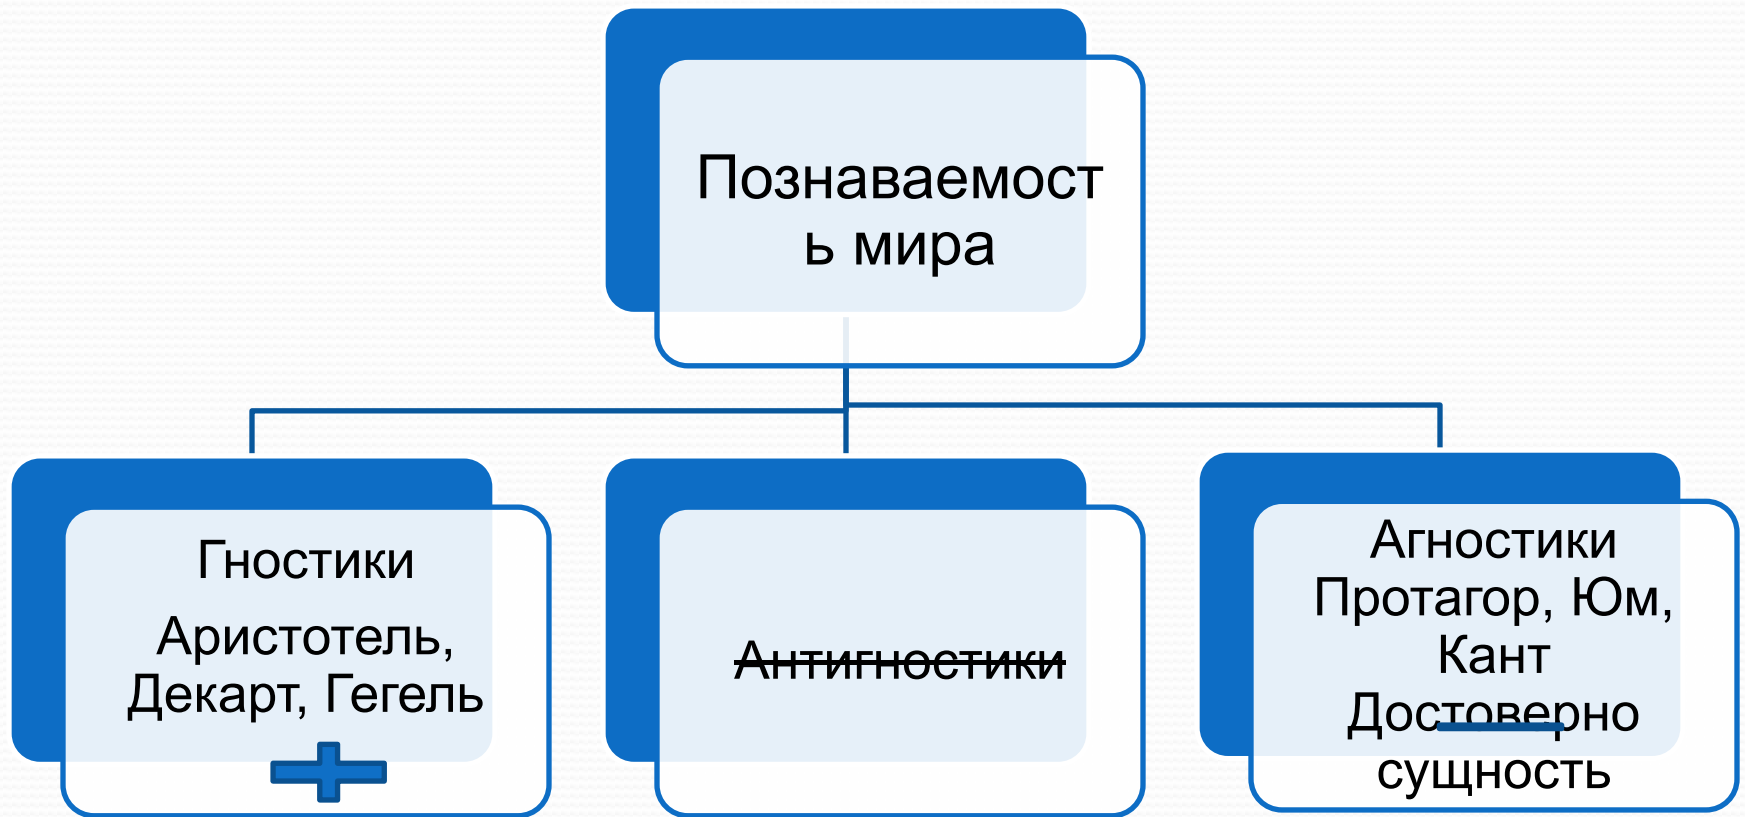 Познаваемост
ь мира
Гностики
Аристотель,
Декарт, Гегель
Антигностики
Агностики
Протагор, Юм,
Кант
Достоверно
сущность